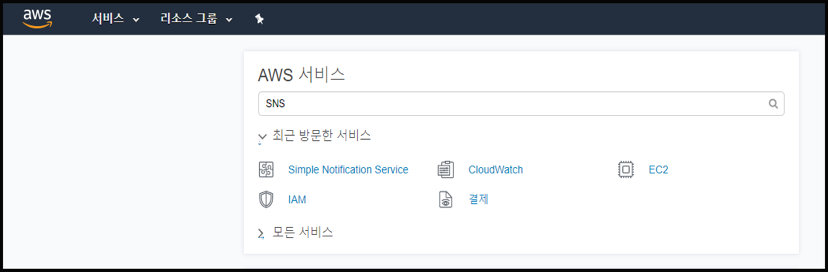 aws 서비스 리소스 그룹
AWS 서비스
SNS
최근 방문한 서비스
Simple Notification Service CloudWatch EC2
IAM 결제
모든 서비스